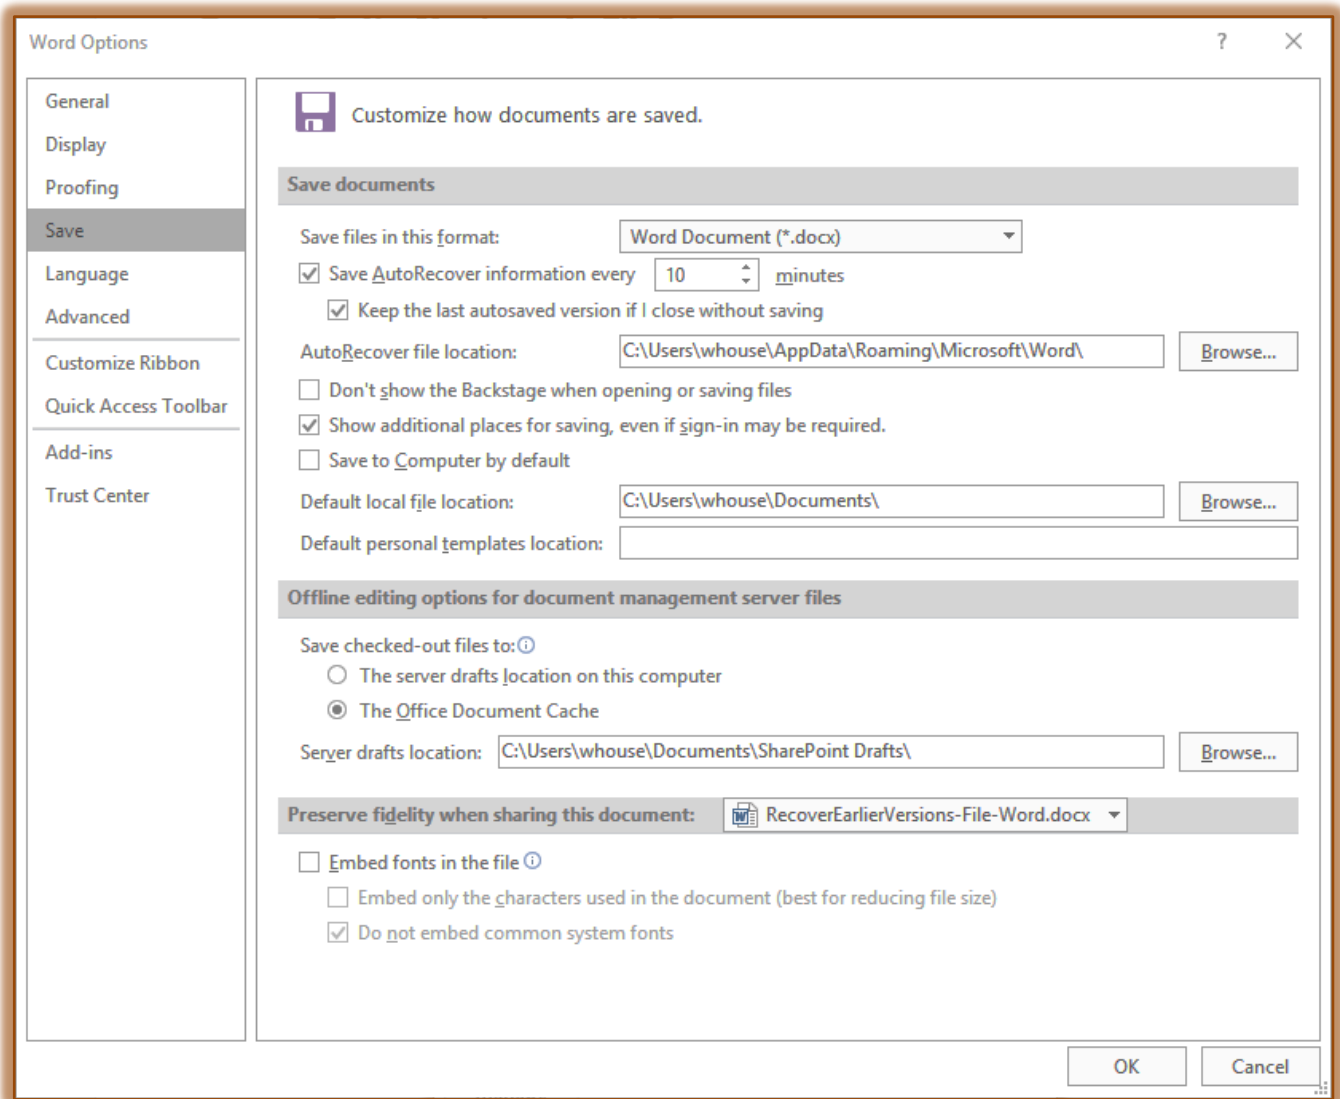 Word Options
?
General
Display
Proofing
Save
Language
Advanced
Customize Ribbon
Quick Access Toolbar
Add-ins
Trust Center
Customize how documents are saved.
Save documents
Save files in this format: Word Document (*.docx)
Save AutoRecover information every 10 minutes
Keep the last autosaved version if I close without saving
AutoRecover file location: C:\Users\whouse\AppData\Roaming\Microsoft\Word\ Browse...
Don't show the Backstage when opening or saving files
Show additional places for saving, even if sign-in may be required.
Save to Computer by default
Default local file location: C:\Users\whouse\Documents\ Browse...
Default personal templates location:
Offline editing options for document management server files
Save checked-out files to:
The server drafts location on this computer
The Office Document Cache
Server drafts location: C:\Users\whouse\Documents\SharePoint Drafts\ Browse...
Preserve fidelity when sharing this document: RecoverEarlierVersions-File-Word.docx
Embed fonts in the file
Embed only the characters used in the document (best for reducing file size)
Do not embed common system fonts
OK Cancel